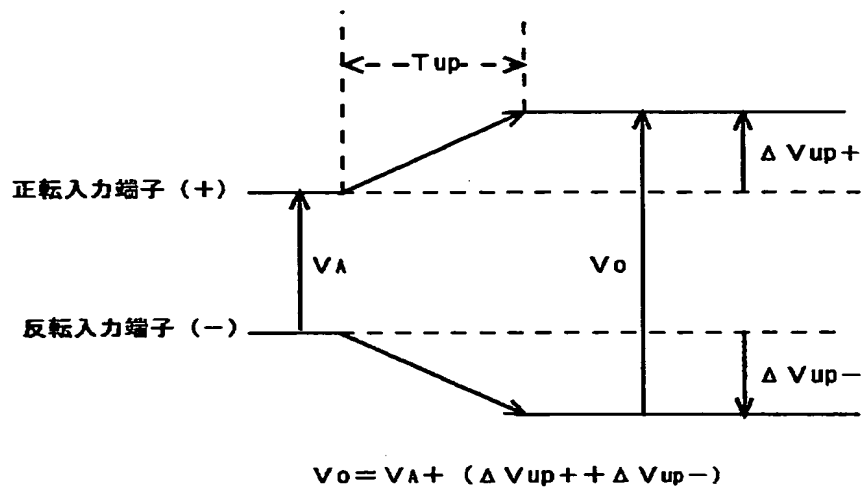 Tup
ΔVup+
正転入力端子（+）
VA
Vo
反転入力端子（−）
ΔVup−
Vo=VA+（ΔVup++ΔVup−）